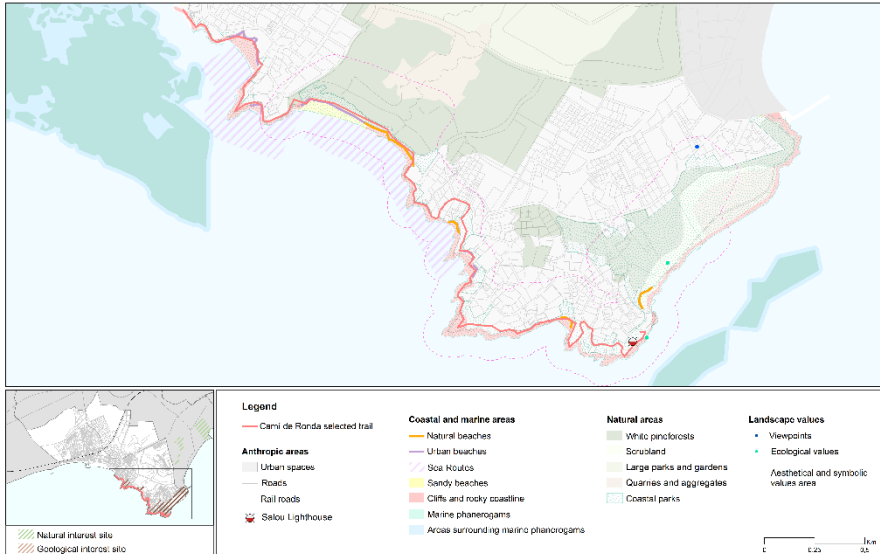 Legend
Cami de Ronda selected trail
Anthropic areas
Urban spaces
Roads
Rail roads
Salou Lighthouse
Coastal and marine areas
Natural beaches
Urban beaches
Sea Routes
Sandy beaches
Cliffs and rocky coastline
Marine phanerogams
Areas surrounding marine phanerogams
Natural areas
White pineforests
Scrubland
Large parks and gardens
Quarries and aggregates
Coastal parks
Landscape values
Viewpoints
Ecological values
Aesthetical and symbolic
values area
Natural interest site
Geological interest site
Km
0 0.25 0,5